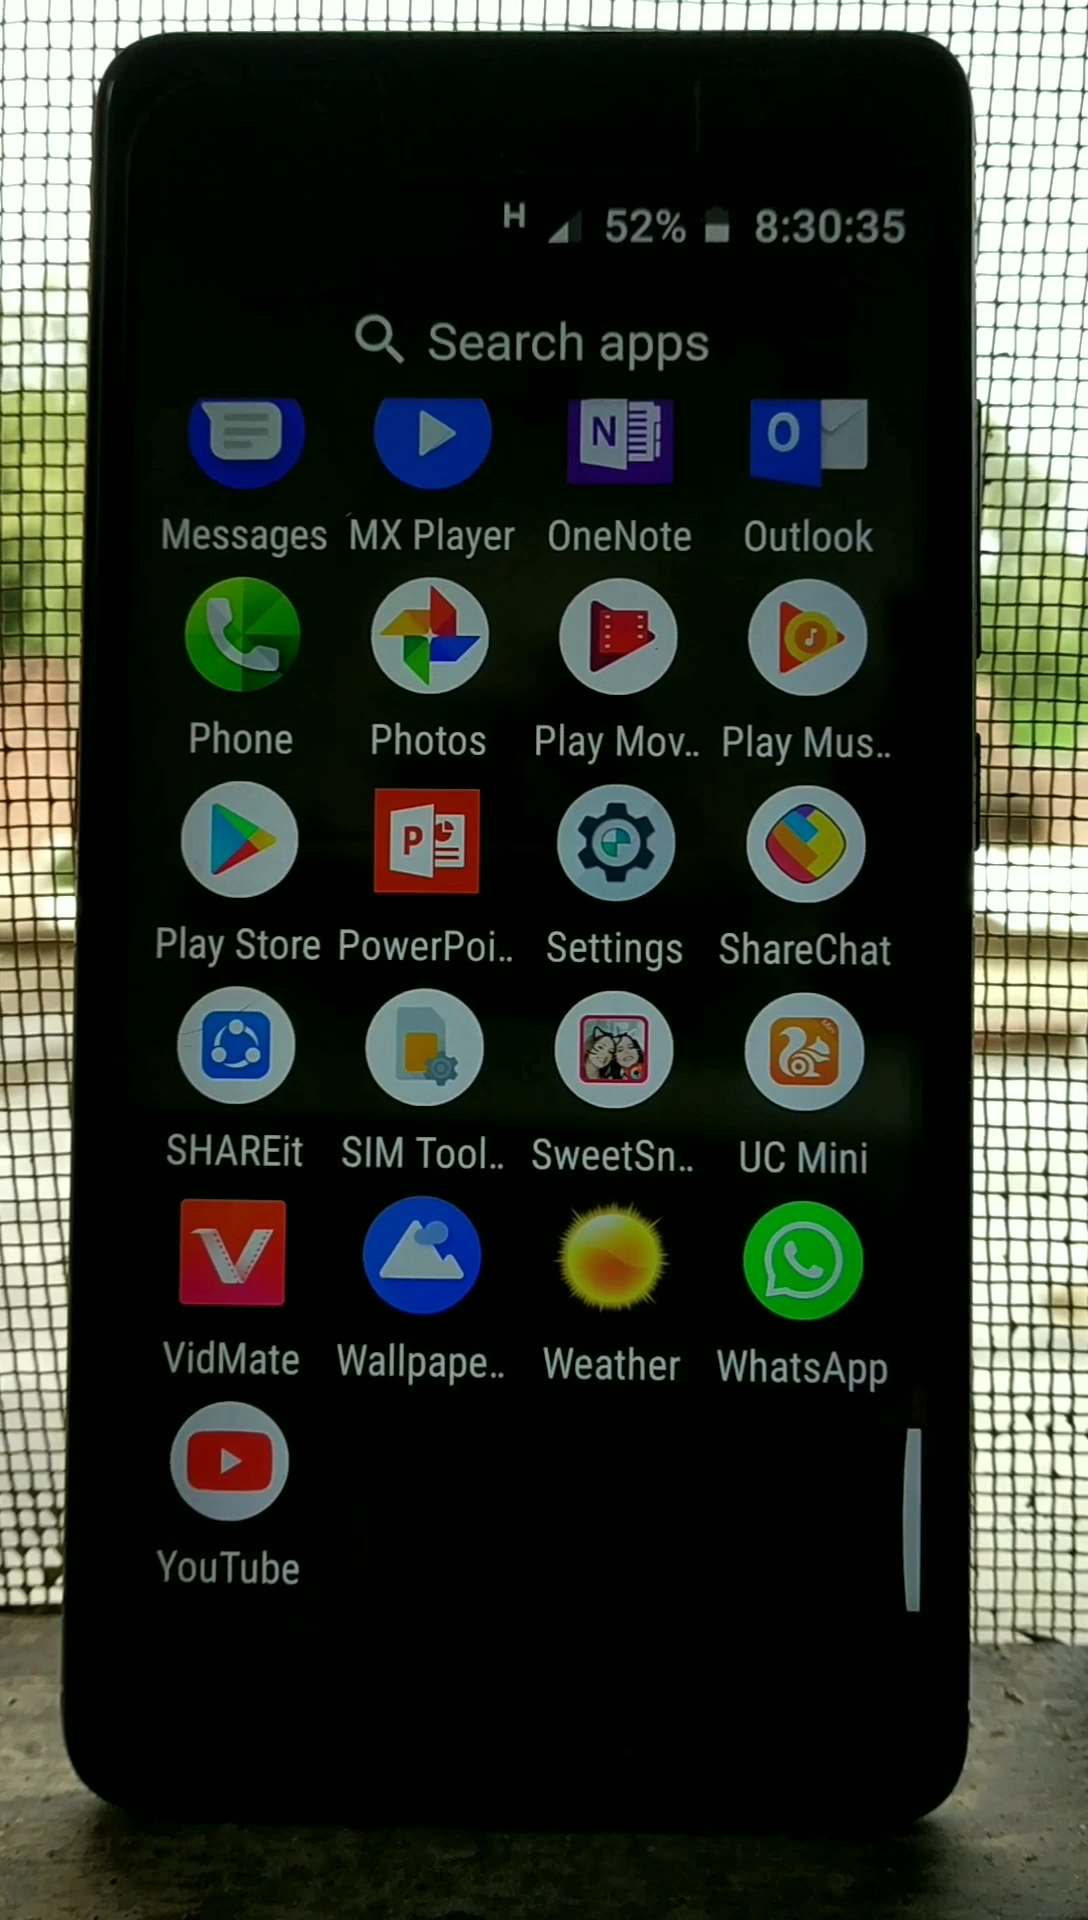 H 52% 8:30:35
Search apps
N O
Messages MX Player OneNote Outlook
Phone Photos Play Mov.. Play Mus..
P
Play Store PowerPoi.. Settings ShareChat
Mini
SHAREit SIM Tool.. SweetSn.. UC Mini
VidMate Wallpape.. Weather WhatsApp
YouTube